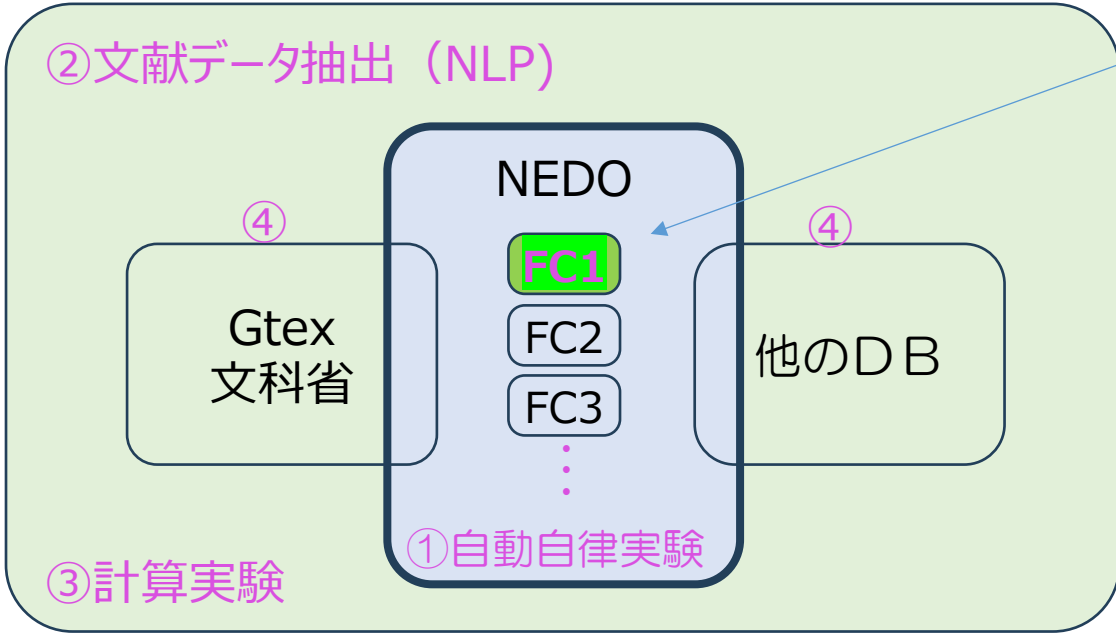 ②文献データ抽出（NLP)
NEDO
④
④
FC1
Gtex
文科省
FC2
他のＤＢ
FC3
①自動自律実験
③計算実験